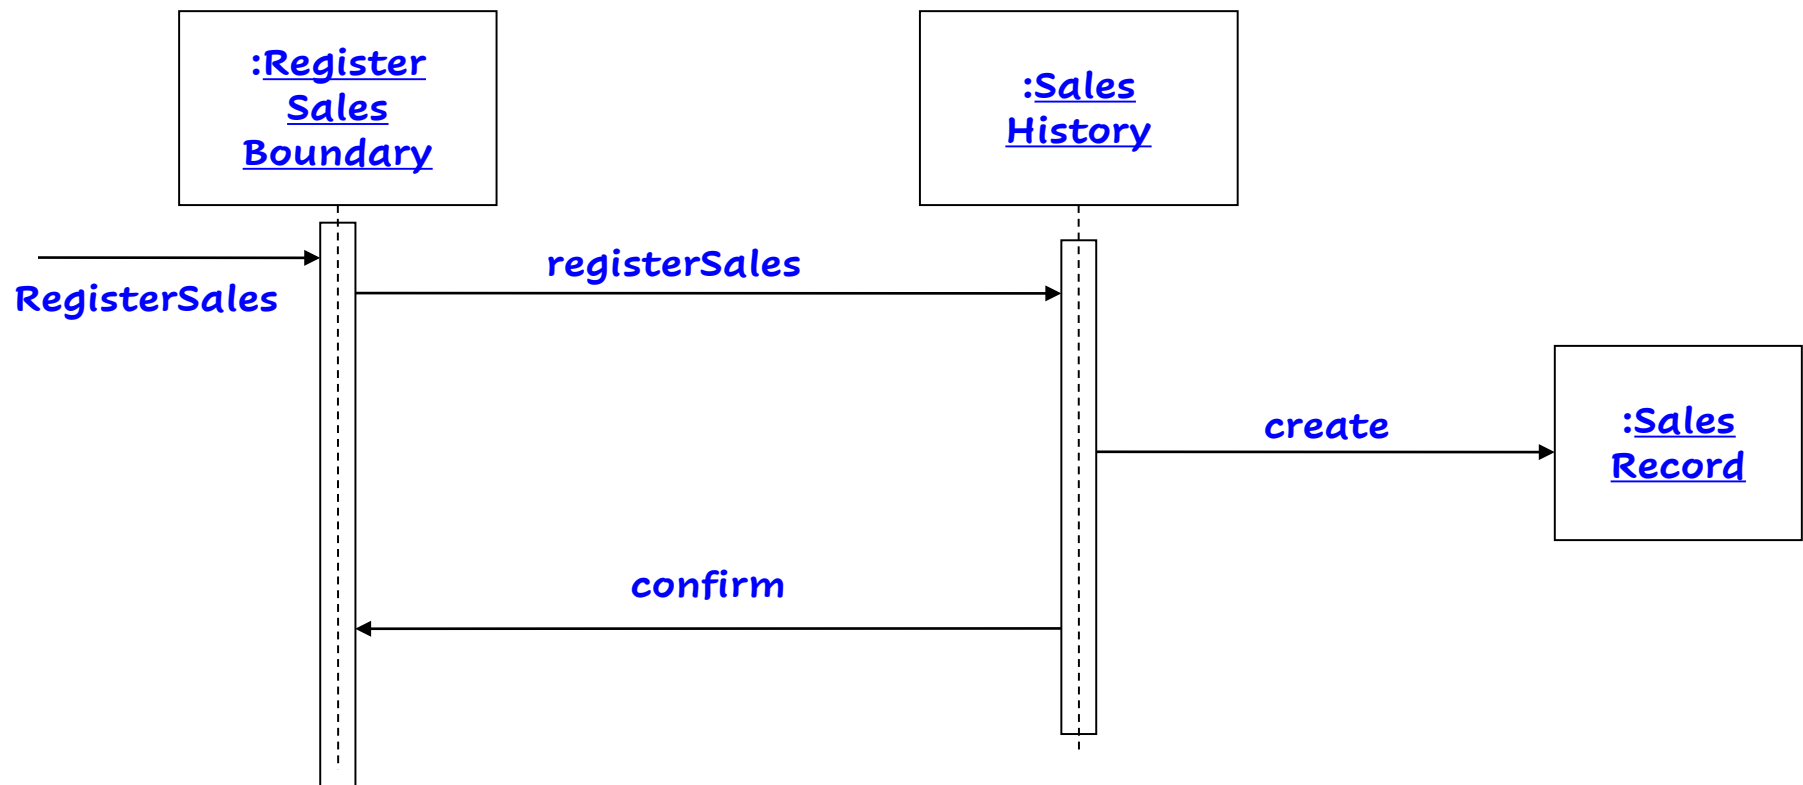 :Register
Sales
Boundary
:Sales
History
RegisterSales
registerSales
create
:Sales
Record
confirm